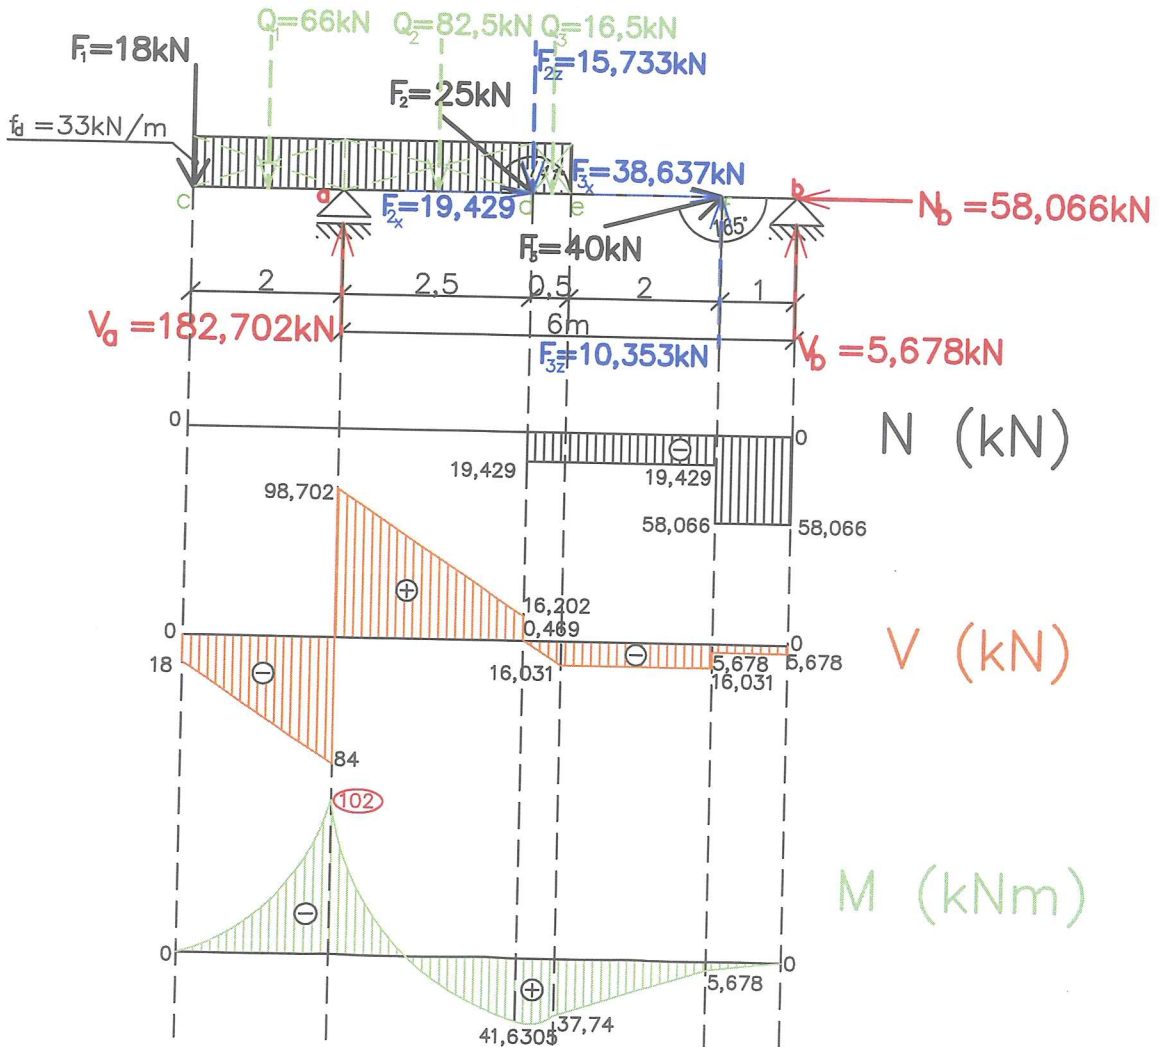 Q1=66kN Q2=82,5kN Q3=16,5kN
F1=18kN
F2z=15,733kN
F2=25kN
fd =33kN/m
F3x=38,637kN
c a d e b
F2x=19,429
Nb =58,066kN
F3=40kN
165°
2 2,5 0,5 2 1
Va =182,702kN
6m
F3z=10,353kN
Vb =5,678kN
0 0
N (kN)
19,429 19,429
58,066 58,066
98,702
16,202
0 0,469 0
18 16,031 5,678 5,678
16,031
V (kN)
84
102
M (kNm)
0 0
5,678
37,74
41,6305